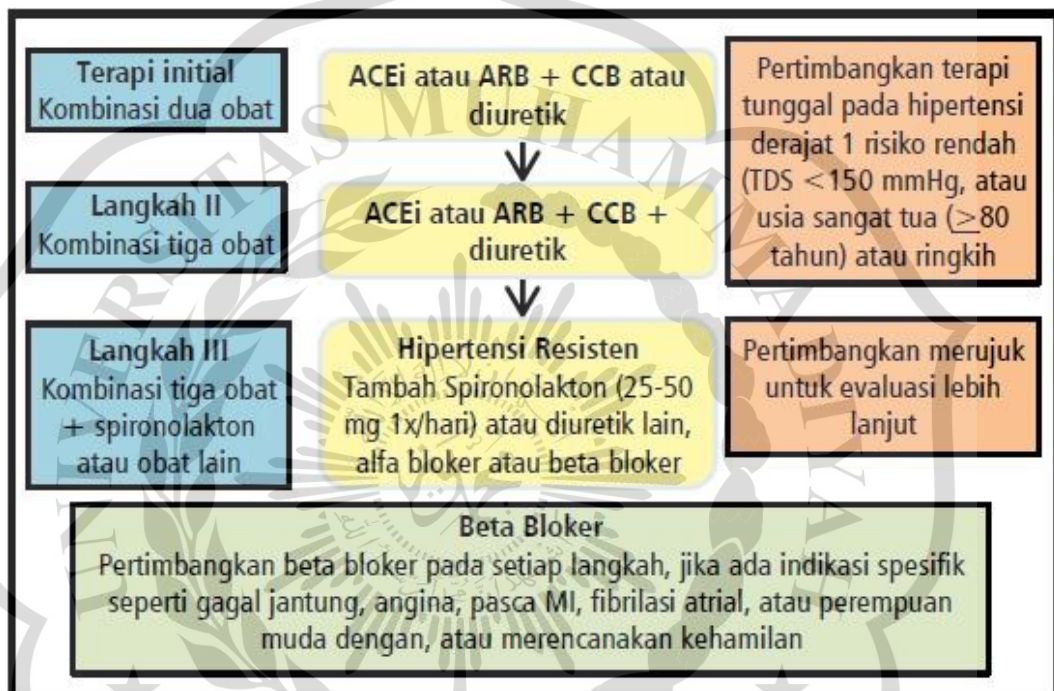 Terapi initial
Kombinasi dua obat
ACEi atau ARB + CCB atau
diuretik
Pertimbangkan terapi
tunggal pada hipertensi
derajat 1 risiko rendah
(TDS <150 mmHg, atau
usia sangat tua (≥80
tahun) atau ringkih
Langkah II
Kombinasi tiga obat
ACEi atau ARB + CCB +
diuretik
Langkah III
Kombinasi tiga obat
+ spironolakton
atau obat lain
Hipertensi Resisten
Tambah Spironolakton (25-50
mg 1x/hari) atau diuretik lain,
alfa bloker atau beta bloker
Pertimbangkan merujuk
untuk evaluasi lebih
lanjut
Beta Bloker
Pertimbangkan beta bloker pada setiap langkah, jika ada indikasi spesifik
seperti gagal jantung, angina, pasca MI, fibrilasi atrial, atau perempuan
muda dengan, atau merencanakan kehamilan